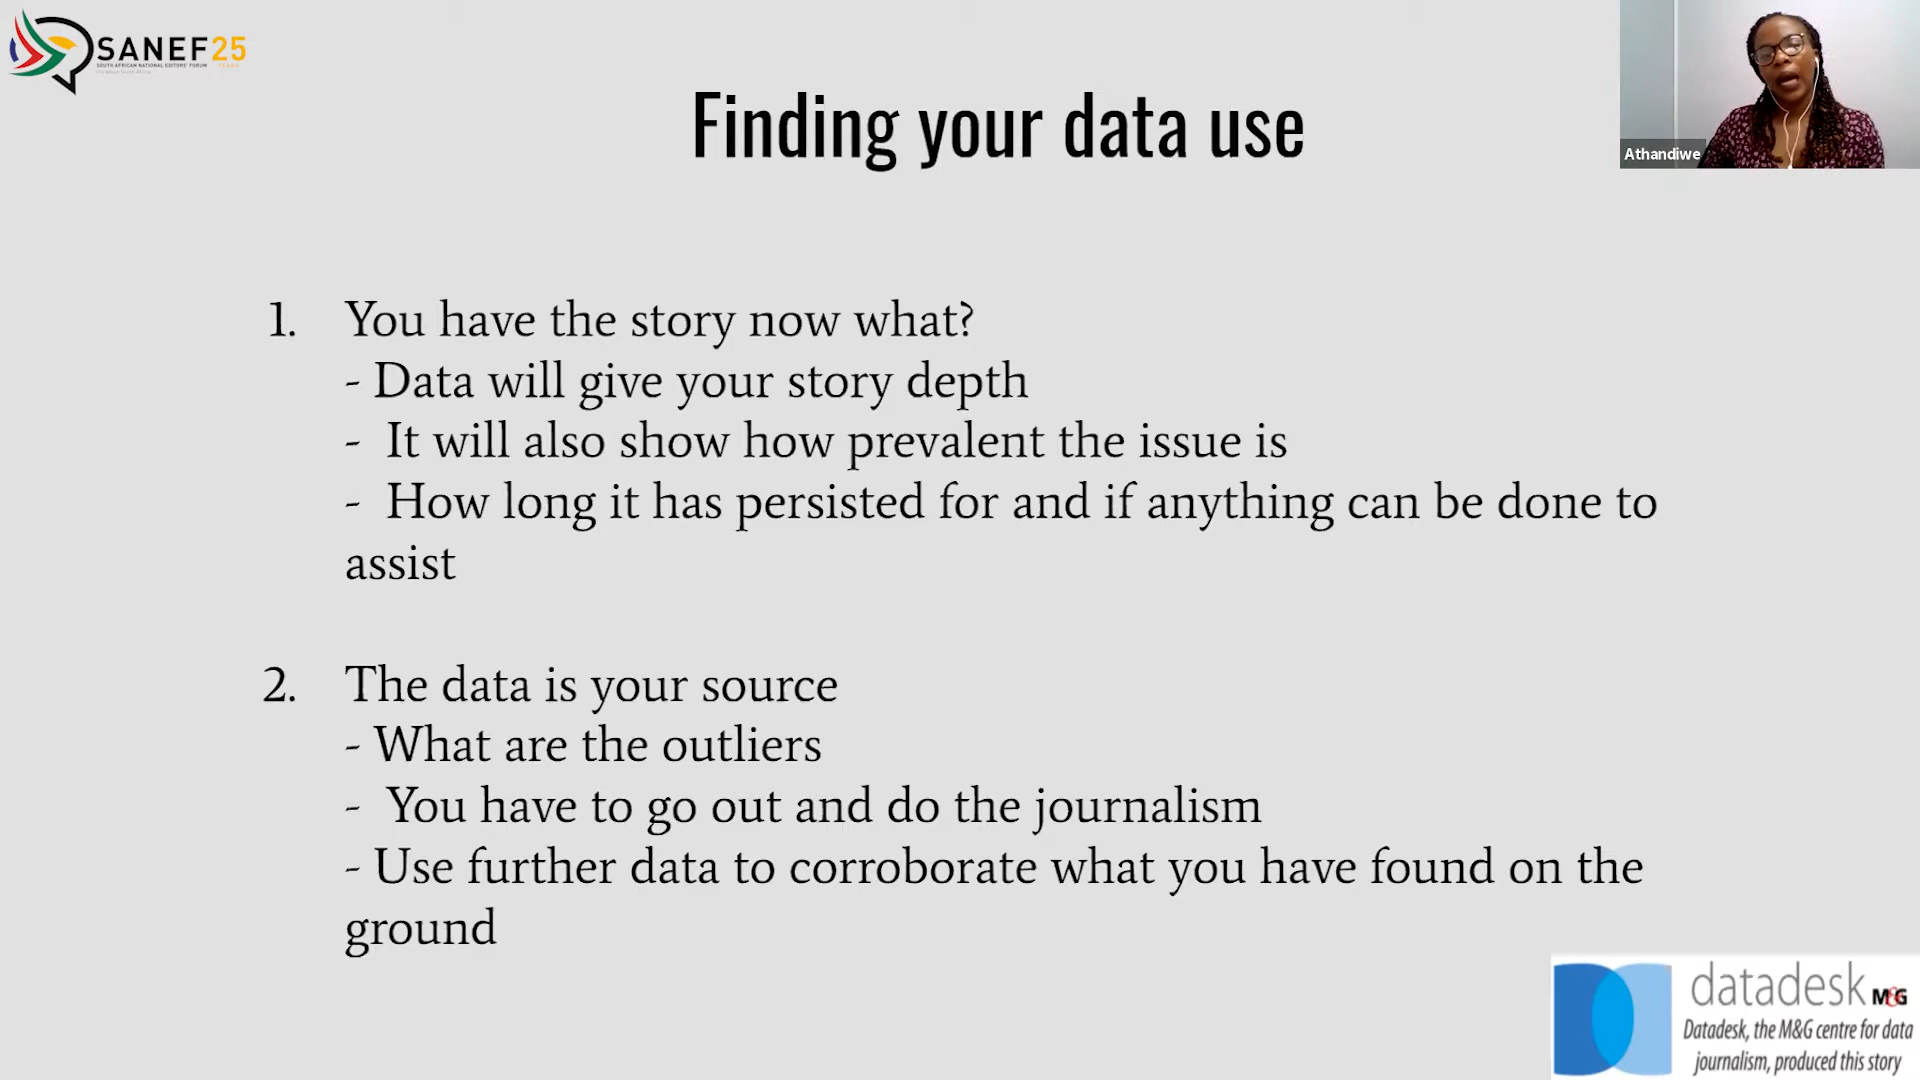 SANEF25
SOUTH AFRICAN NATIONAL EDITORS' FORUM
YEARS
Athandiwe
Finding your data use
1. You have the story now what?
- Data will give your story depth
- It will also show how prevalent the issue is
- How long it has persisted for and if anything can be done to
assist
2. The data is your source
- What are the outliers
- You have to go out and do the journalism
- Use further data to corroborate what you have found on the
ground
datadesk M&G
Datadesk, the M&G centre for data
journalism, produced this story